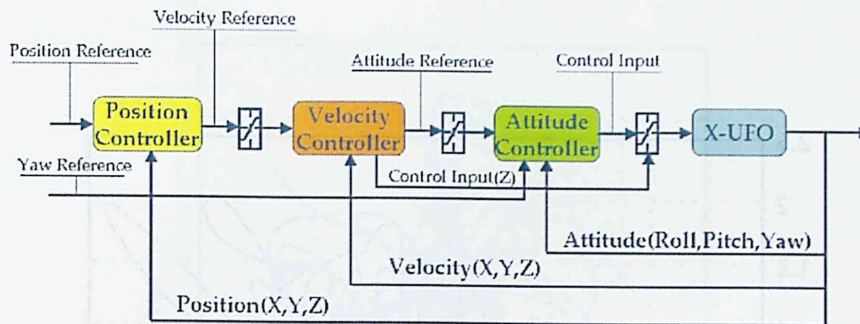 Velocity Reference
Position Reference
Attitude Reference
Control Input
Position
Controller
Velocity
Controller
Attitude
Controller
X-UFO
Yaw Reference
Control Input(Z)
Attitude(Roll,Pitch,Yaw)
Velocity(X,Y,Z)
Position(X,Y,Z)